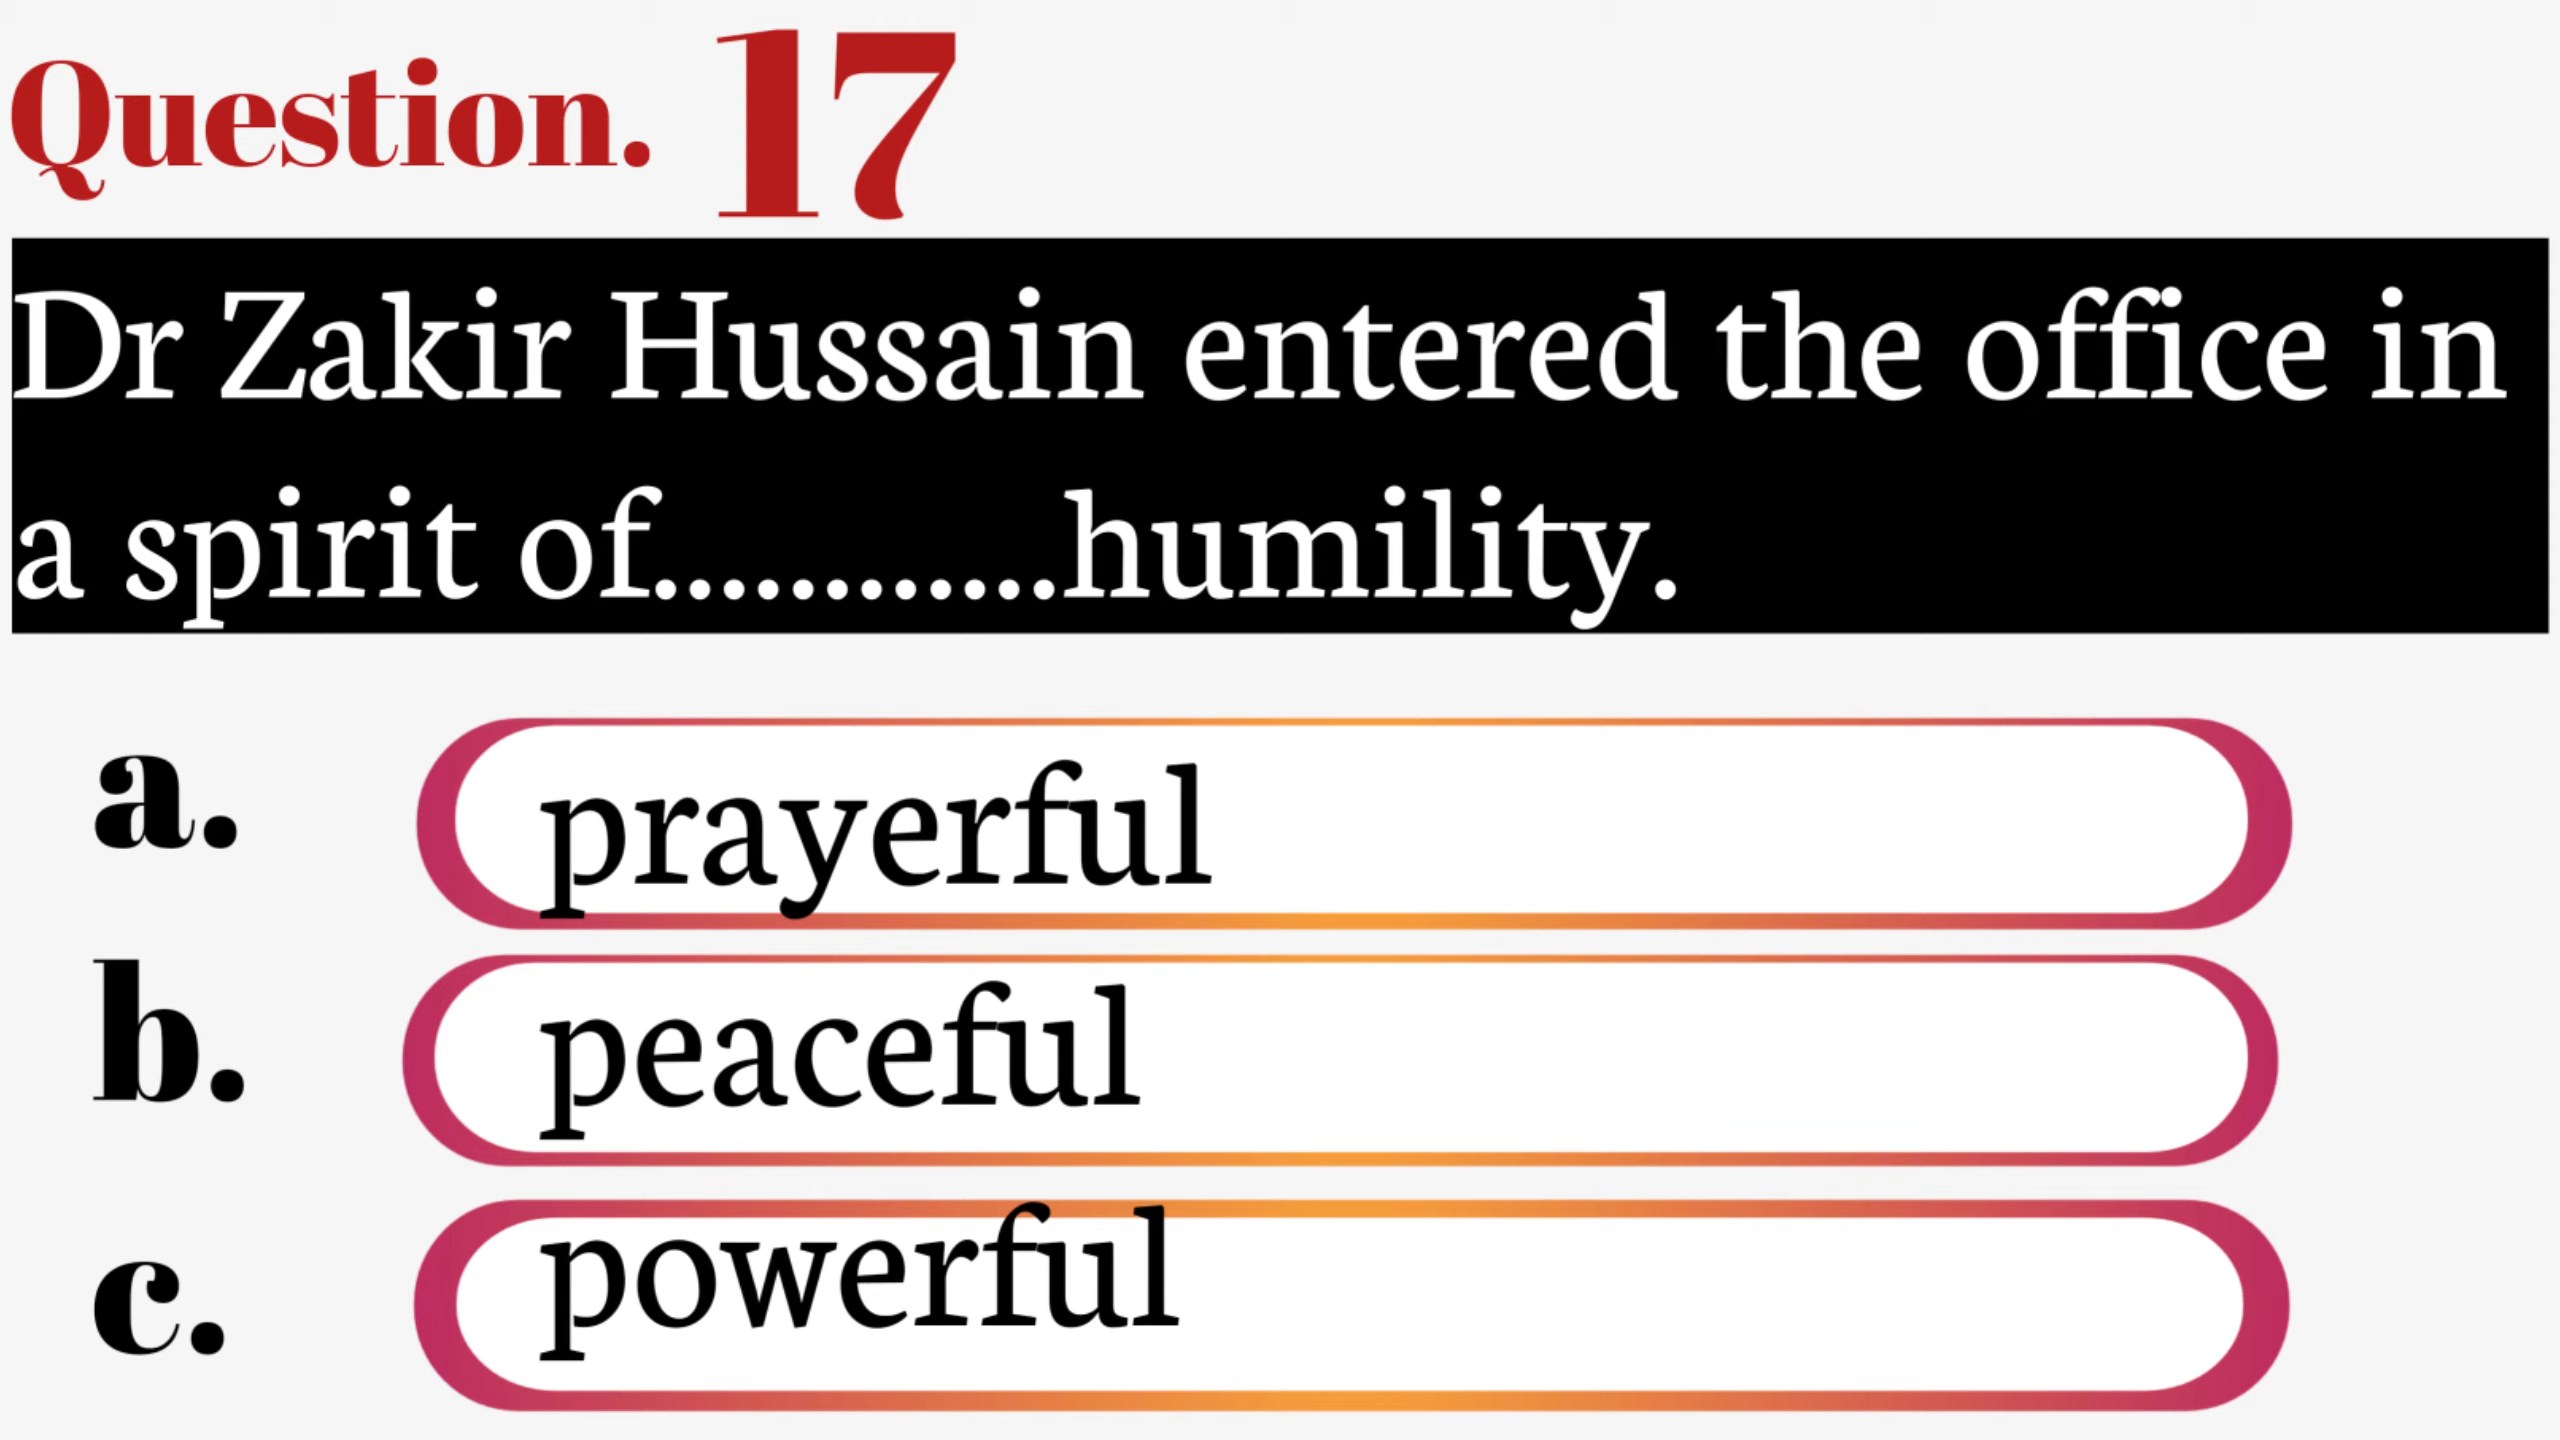 Question. 17
Dr Zakir Hussain entered the office in
a spirit of............humility.
a. prayerful
b. peaceful
c. powerful